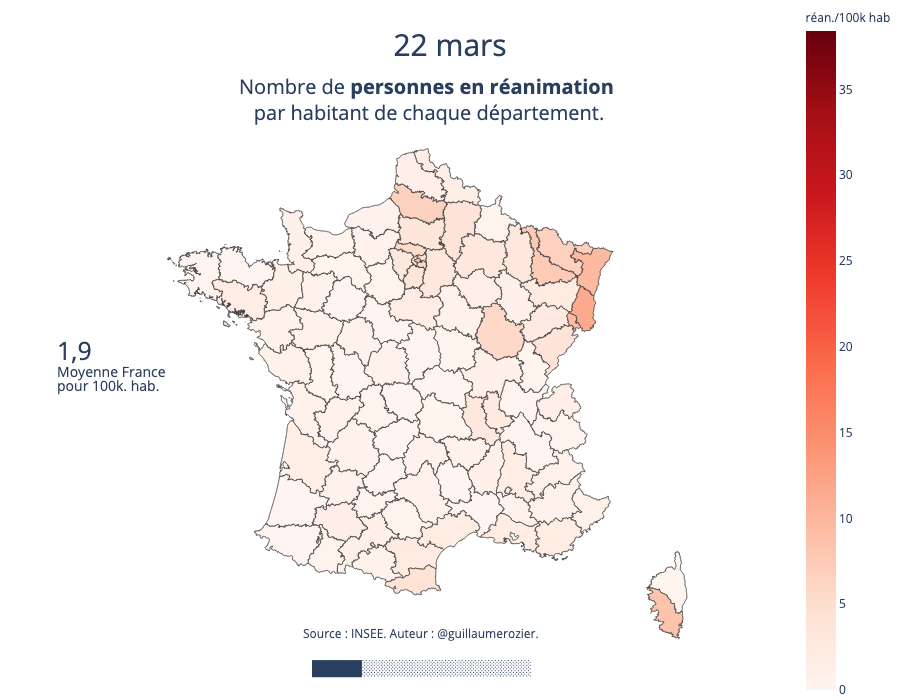 réan./100k hab
22 mars
Nombre de personnes en réanimation
par habitant de chaque département.
35
30
25
20
15
10
5
0
1,9
Moyenne France
pour 100k. hab.
Source : INSEE. Auteur : @guillaumerozier.